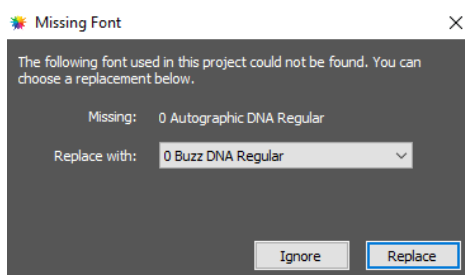 Missing Font
The following font used in this project could not be found. You can
choose a replacement below.
Missing: 0 Autographic DNA Regular
Replace with: 0 Buzz DNA Regular
Ignore Replace